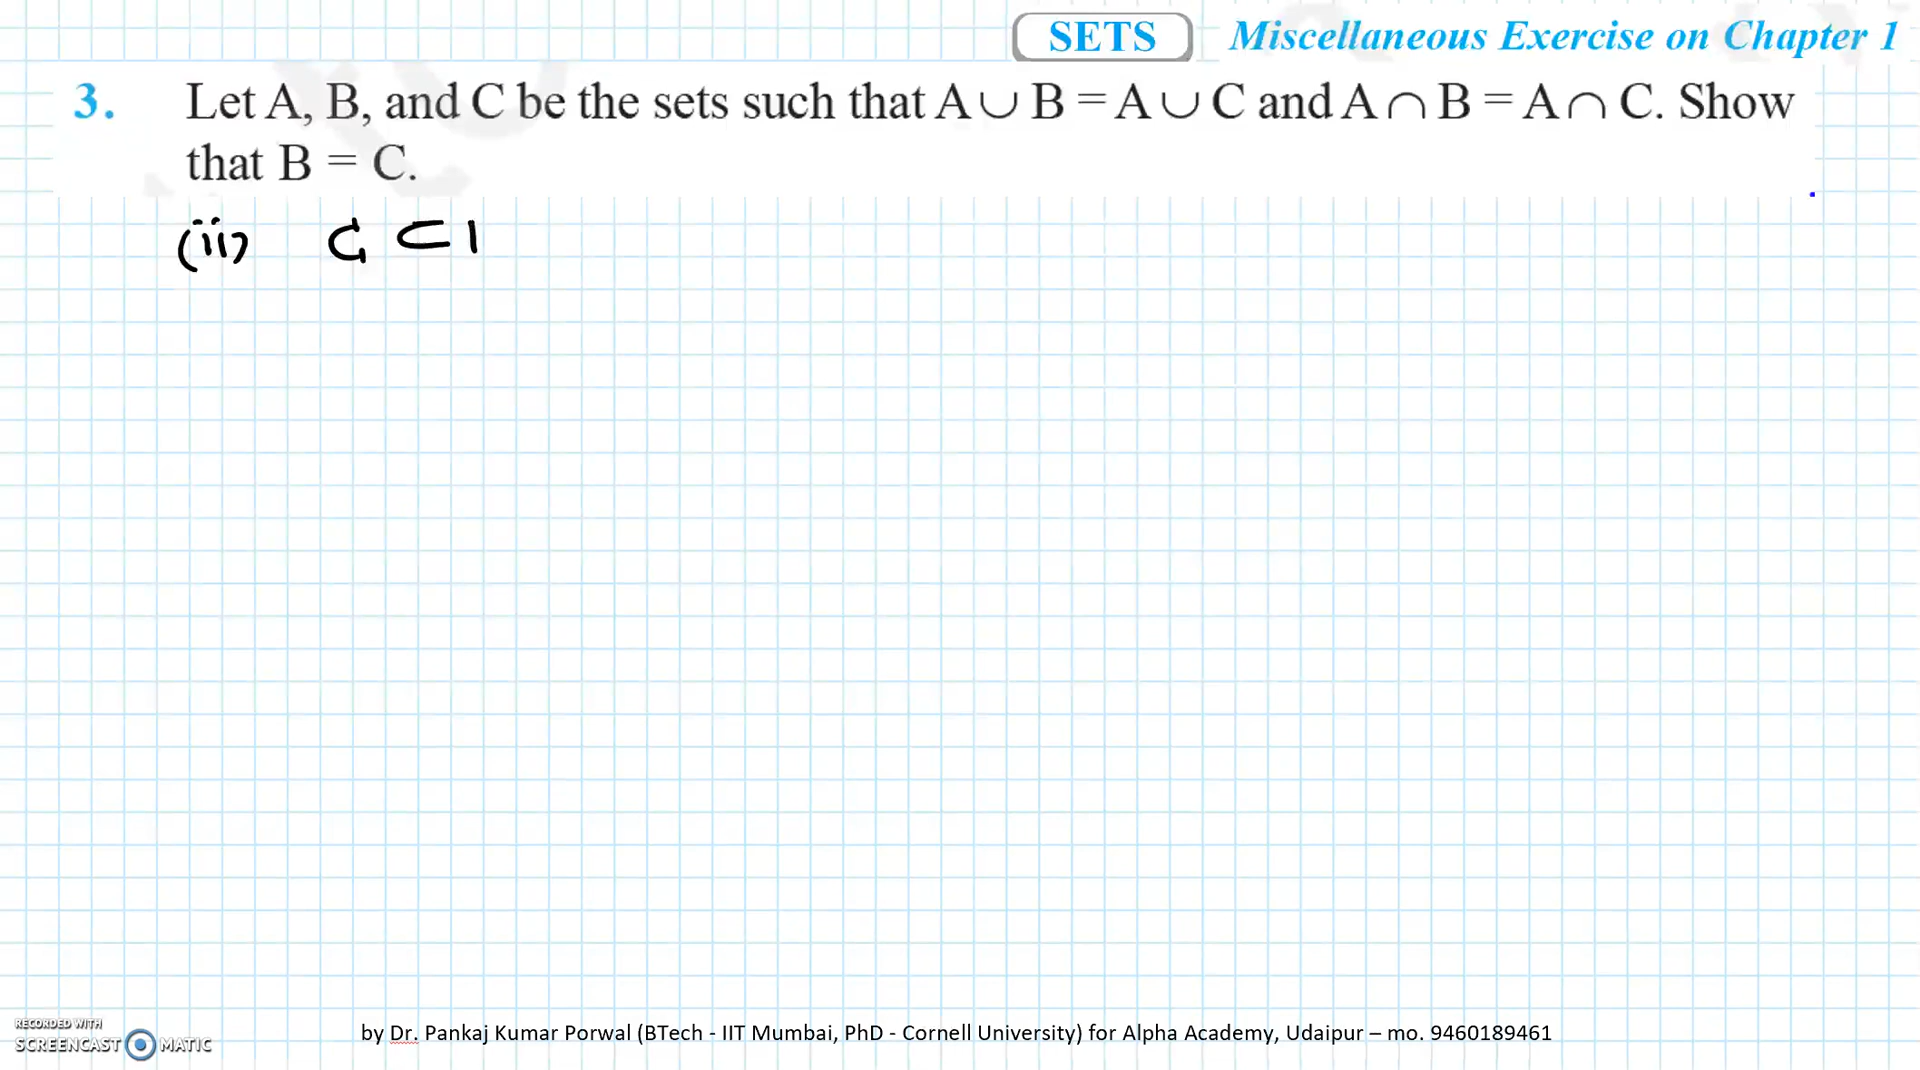 SETS Miscellaneous Exercise on Chapter 1
3. Let A, B, and C be the sets such that A ∪ B = A ∪ C and A ∩ B = A ∩ C. Show
that B = C.
(ii) C ⊂
RECORDED WITH
SCREENCAST MATIC
by Dr. Pankaj Kumar Porwal (BTech - IIT Mumbai, PhD - Cornell University) for Alpha Academy, Udaipur – mo. 9460189461